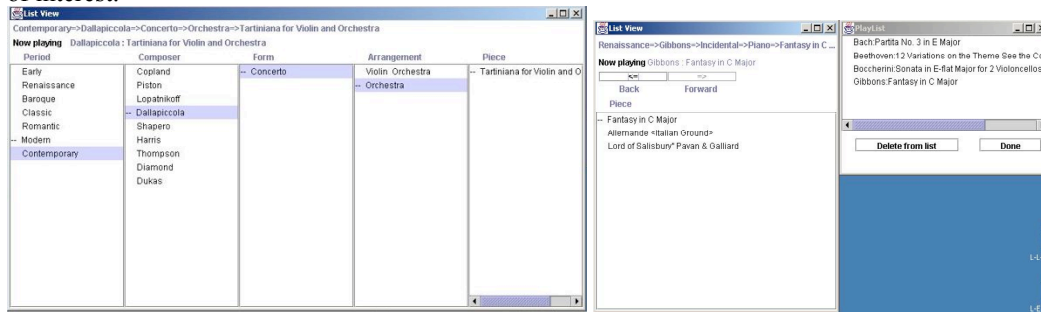 of interest.
List View
Contemporary=>Dallapiccola=>Concerto=>Orchestra=>Tartiniana for Violin and Orchestra
Now playing Dallapiccola : Tartiniana for Violin and Orchestra
Period Composer Form Arrangement Piece
Early Copland -- Concerto Violin Orchestra -- Tartiniana for Violin and O
Renaissance Piston -- Orchestra
Baroque Lopatnikoff
Classic -- Dallapiccola
Romantic Shapero
-- Modern Harris
Contemporary Thompson
Diamond
Dukas
List View
Renaissance=>Gibbons=>Incidental=>Piano=>Fantasy in C ...
Now playing Gibbons : Fantasy in C Major
<=| =>
Back Forward
Piece
-- Fantasy in C Major
Allemande <Italian Ground>
Lord of Salisbury" Pavan & Galliard
PlayList
Bach:Partita No. 3 in E Major
Beethoven:12 Variations on the Theme See the Co
Boccherini:Sonata in E-flat Major for 2 Violoncellos
Gibbons:Fantasy in C Major
Delete from list Done